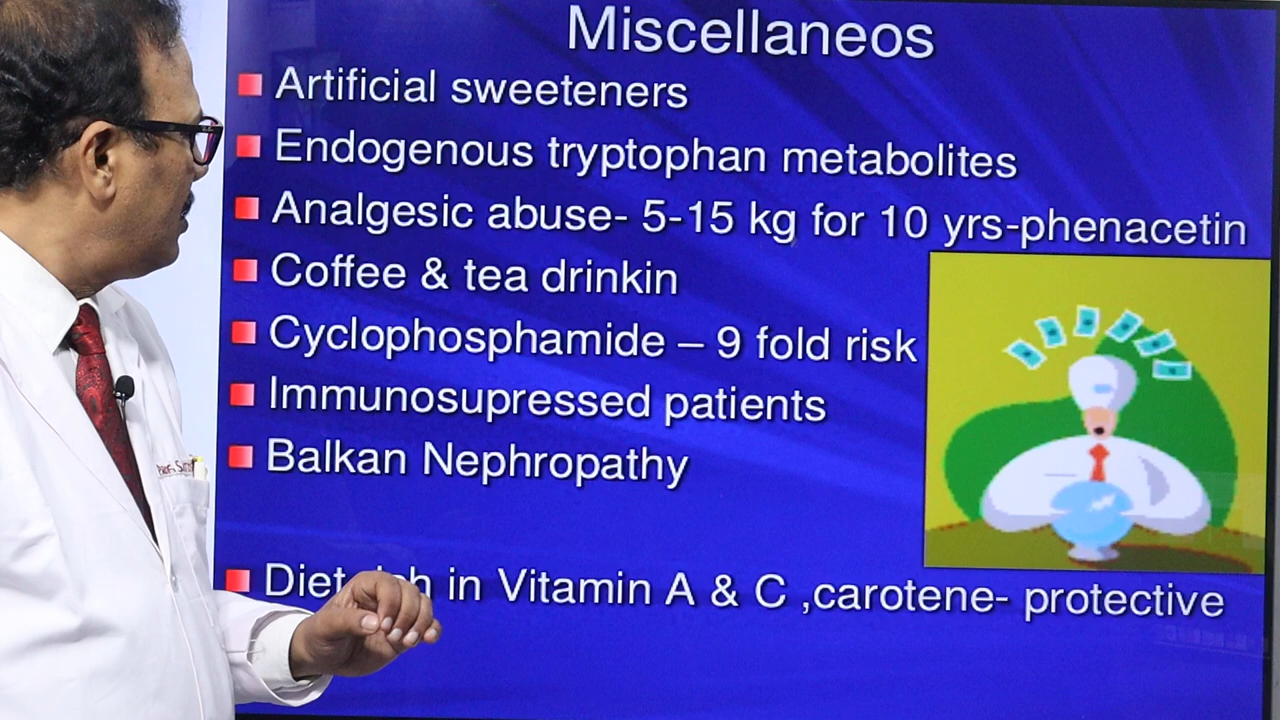 Miscellaneos
Artificial sweeteners
Endogenous tryptophan metabolites
Analgesic abuse- 5-15 kg for 10 yrs-phenacetin
Coffee & tea drinkin
Cyclophosphamide – 9 fold risk
Immunosupressed patients
Balkan Nephropathy
Diet in Vitamin A & C ,carotene- protective